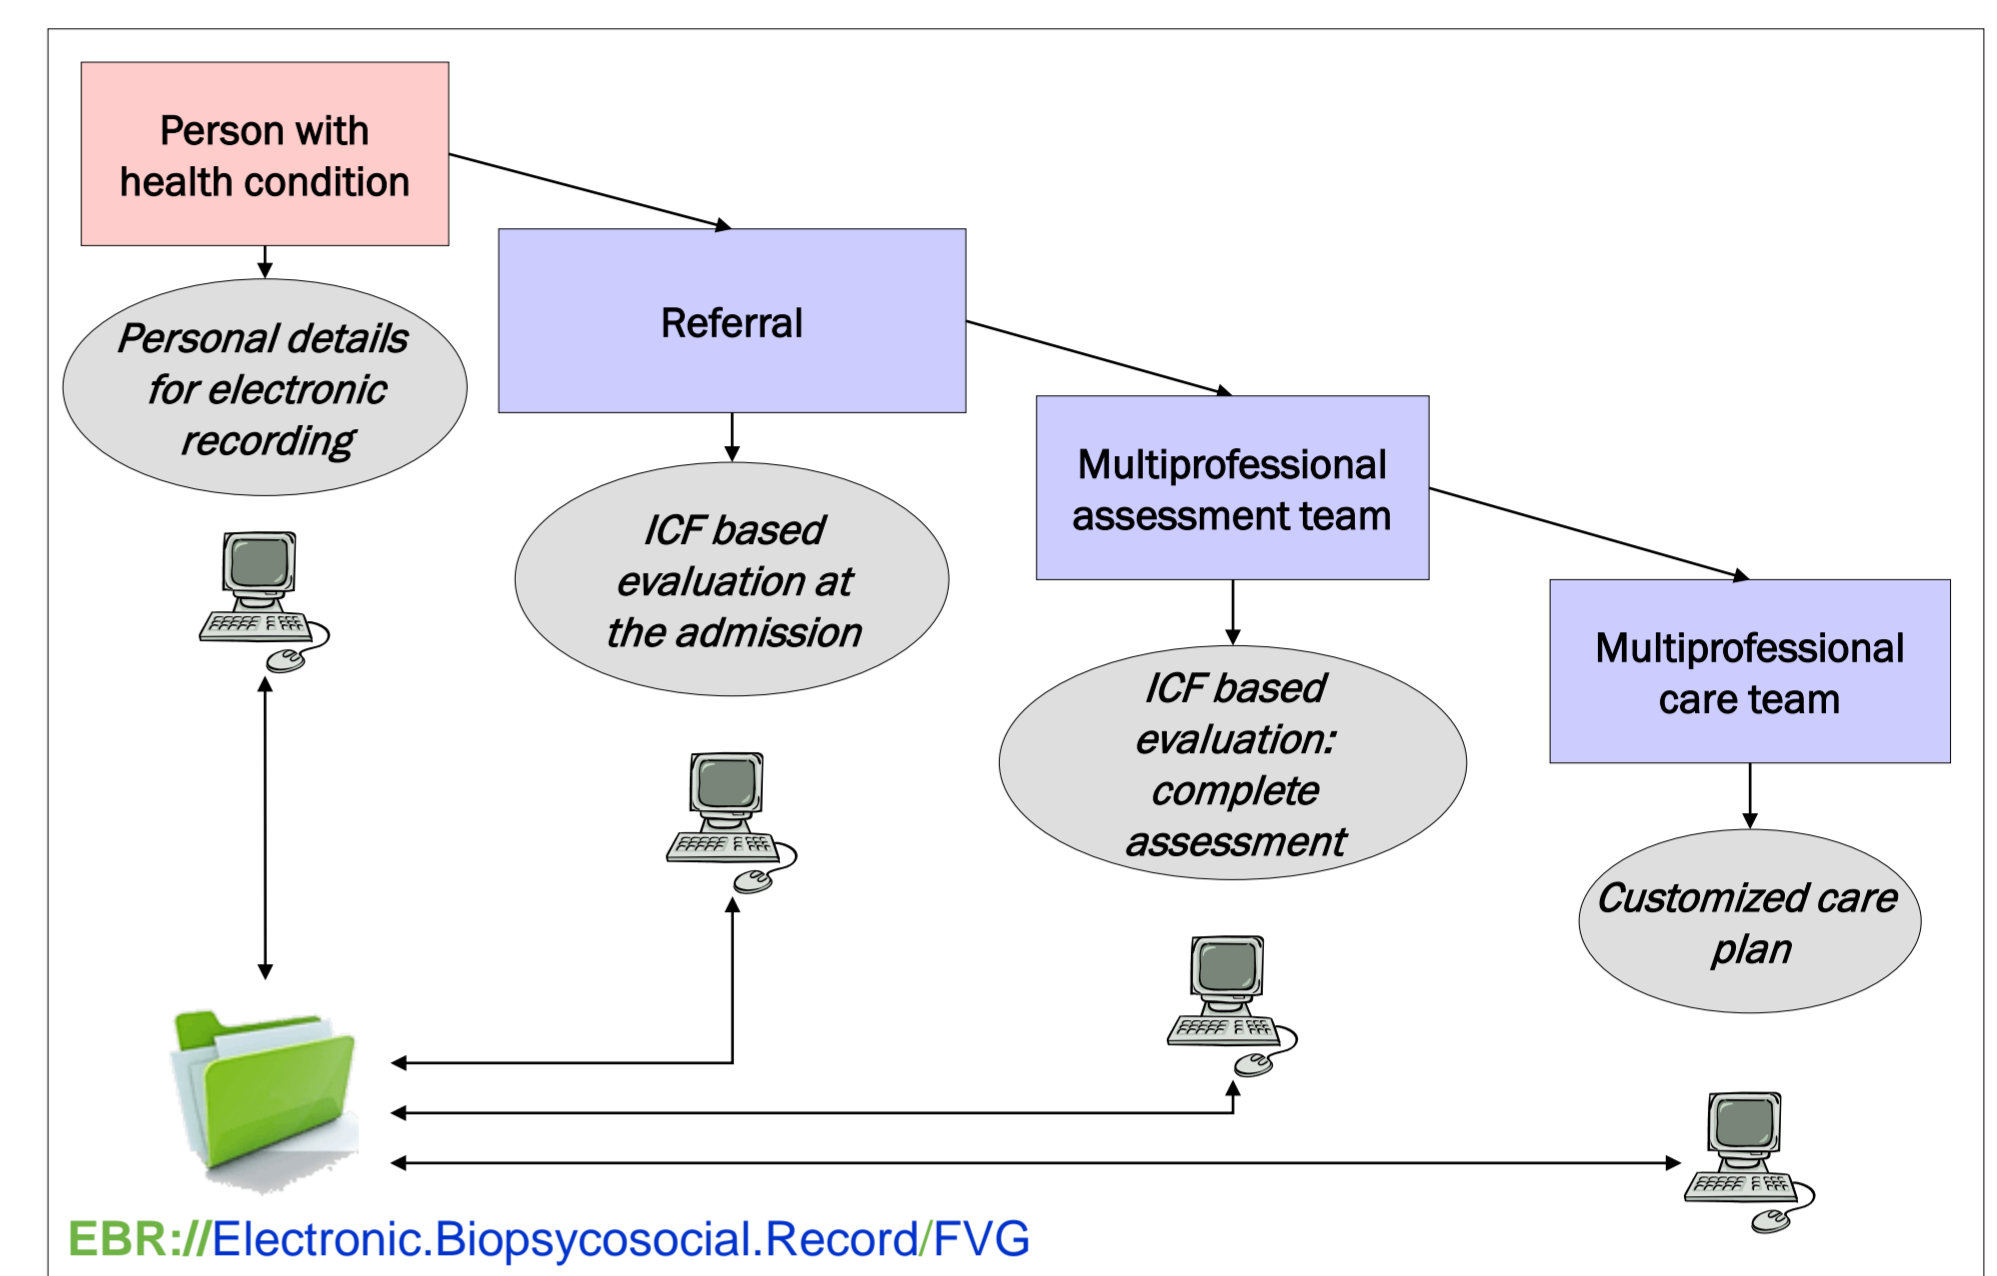 Person with
health condition
Personal details
for electronic
recording
Referral
ICF based
evaluation at
the admission
Multiprofessional
assessment team
ICF based
evaluation:
complete
assessment
Multiprofessional
care team
Customized care
plan
EBR://Electronic.Biopsycosocial.Record/FVG